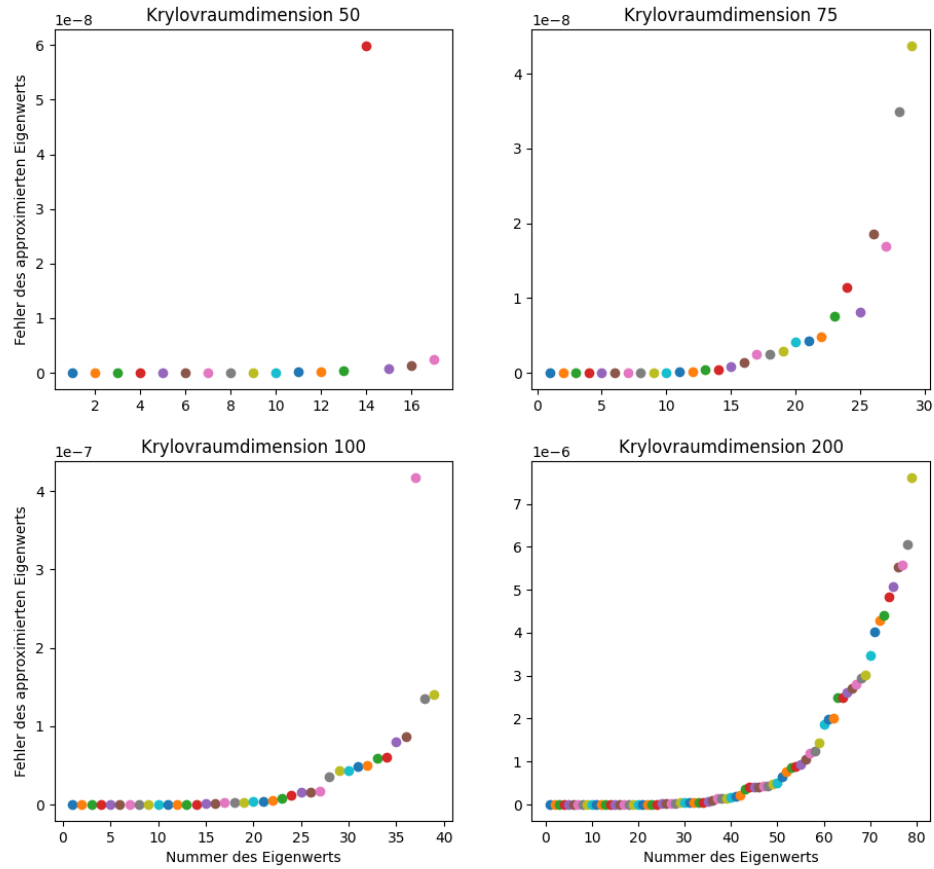 Krylovraumdimension 50
1e−8
Fehler des approximierten Eigenwerts
6
5
4
3
2
1
0
2 4 6 8 10 12 14 16
Krylovraumdimension 75
1e−8
4
3
2
1
0
0 5 10 15 20 25 30
Krylovraumdimension 100
1e−7
Fehler des approximierten Eigenwerts
4
3
2
1
0
0 5 10 15 20 25 30 35 40
Nummer des Eigenwerts
Krylovraumdimension 200
1e−6
7
6
5
4
3
2
1
0
0 10 20 30 40 50 60 70 80
Nummer des Eigenwerts